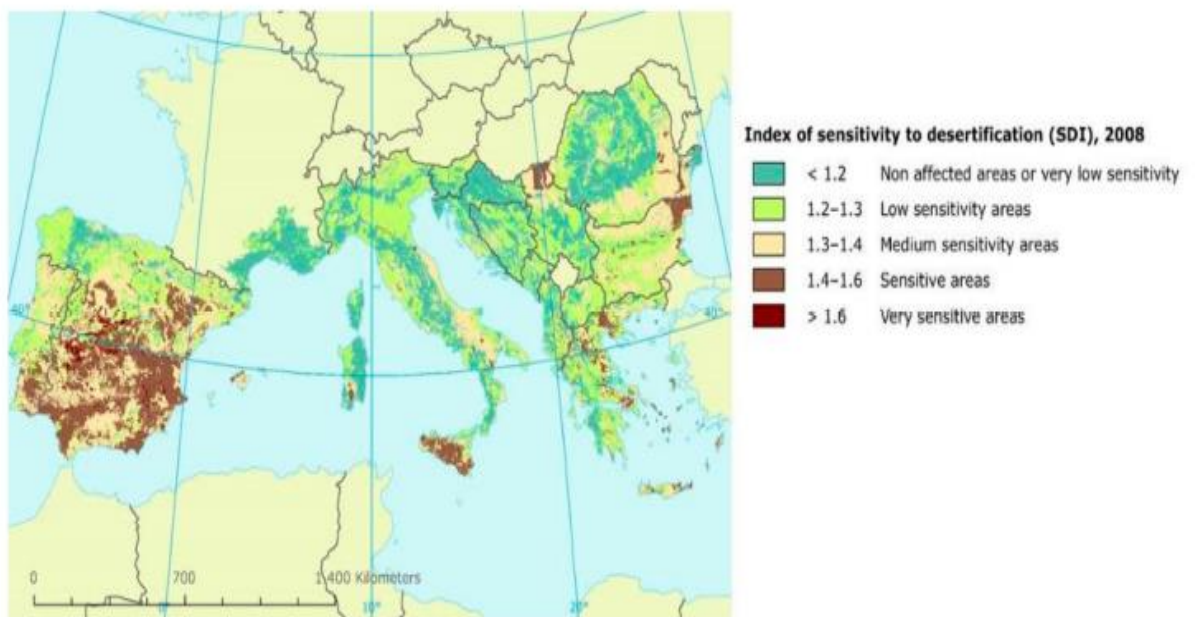 Index of sensitivity to desertification (SDI), 2008
< 1.2 Non affected areas or very low sensitivity
1.2–1.3 Low sensitivity areas
1.3–1.4 Medium sensitivity areas
1.4–1.6 Sensitive areas
> 1.6 Very sensitive areas
40°
0 700 1 400 Kilometers
0° 10° 20°